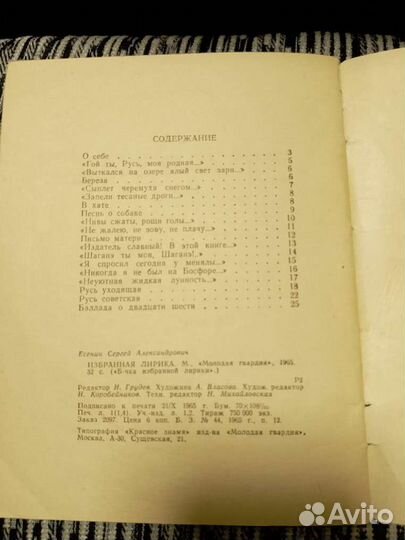 СОДЕРЖАНИЕ
О себе . . . . . . . . . . . . 3
«Гой ты, Русь, моя родная...» . . . . . 5
«Выткался на озере алый свет зари...» . . . . 6
Береза . . . . . . . . . . . . 6
«Сыплет черемуха снегом...» . . . . . . 7
«Запели тесаные дроги...» . . . . . . 8
В хате . . . . . . . . . . . . 8
Песнь о собаке . . . . . . . . . 9
«Нивы сжаты, рощи голы...» . . . . . . 10
«Не жалею, не зову, не плачу...» . . . . . 11
Письмо матери . . . . . . . . . 12
«Издатель славный! В этой книге...» . . . . 13
«Шаганэ ты моя, Шаганэ!..» . . . . . . 14
«Я спросил сегодня у менялы...» . . . . . 15
«Никогда я не был на Босфоре...» . . . . . 16
«Неуютная жидкая лунность...» . . . . . 17
Русь уходящая . . . . . . . . . 18
Русь советская . . . . . . . . . 22
Баллада о двадцати шести . . . . . . 25
Есенин Сергей Александрович
ИЗБРАННАЯ ЛИРИКА. М., «Молодая гвардия», 1965.
32 с. («Б-чка избранной лирики».)
Р2
Редактор Н. Грудев. Художник А. Власова. Худож. редактор
Н. Коробейников. Техн. редактор Н. Михайловская
Подписано к печати 21/X 1965 г. Бум. 70×108¹/₃₂
Печ. л. 1(1,4). Уч.-изд. л. 1,2. Тираж 750 000 экз.
Заказ 2097. Цена 6 коп. Б. З. № 44, 1965 г., п. 12.
Типография «Красное знамя» изд-ва «Молодая гвардия».
Москва, А-30, Сущевская, 21.
Avito